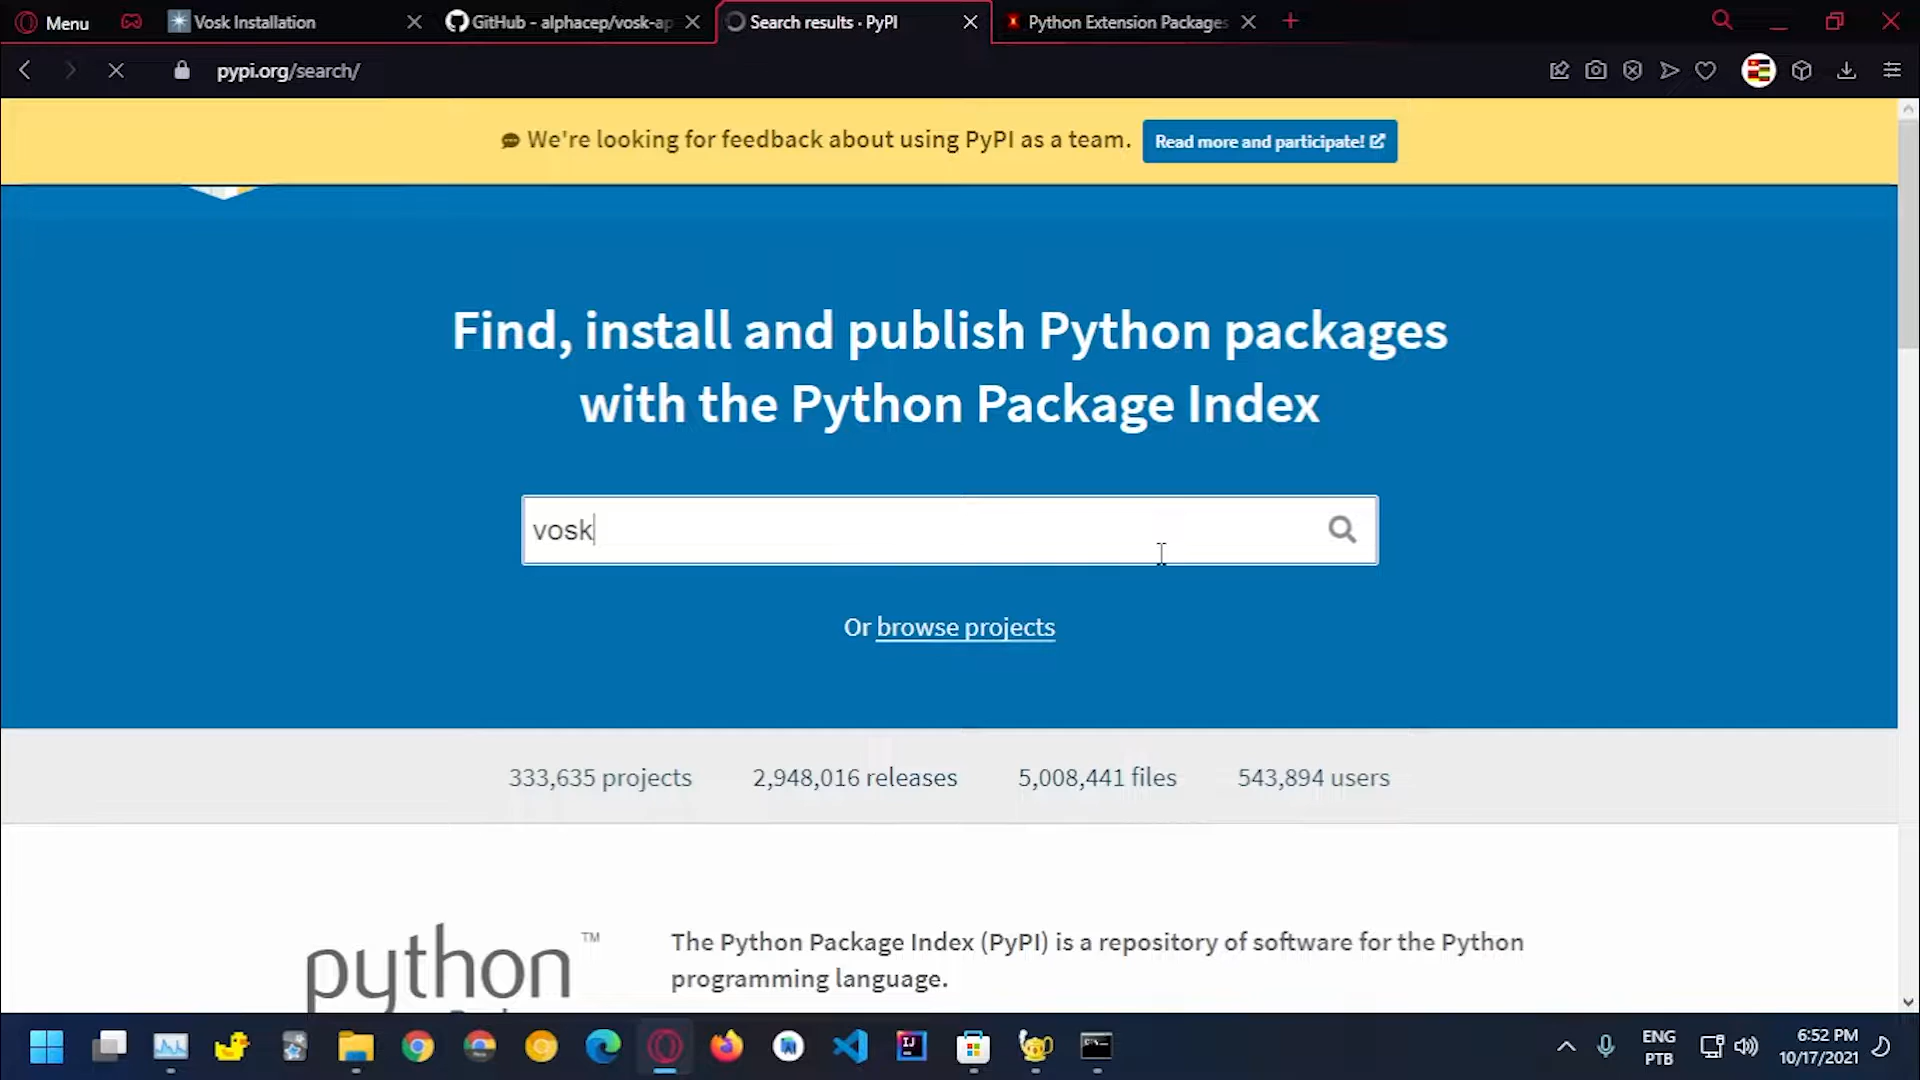 Menu
Vosk Installation
GitHub - alphacep/vosk-ap
Search results · PyPI
Python Extension Packages
pypi.org/search/
We're looking for feedback about using PyPI as a team.
Read more and participate!
Find, install and publish Python packages
with the Python Package Index
vosk
Or browse projects
333,635 projects
2,948,016 releases
5,008,441 files
543,894 users
python™
The Python Package Index (PyPI) is a repository of software for the Python
programming language.
ENG
PTB
6:52 PM
10/17/2021